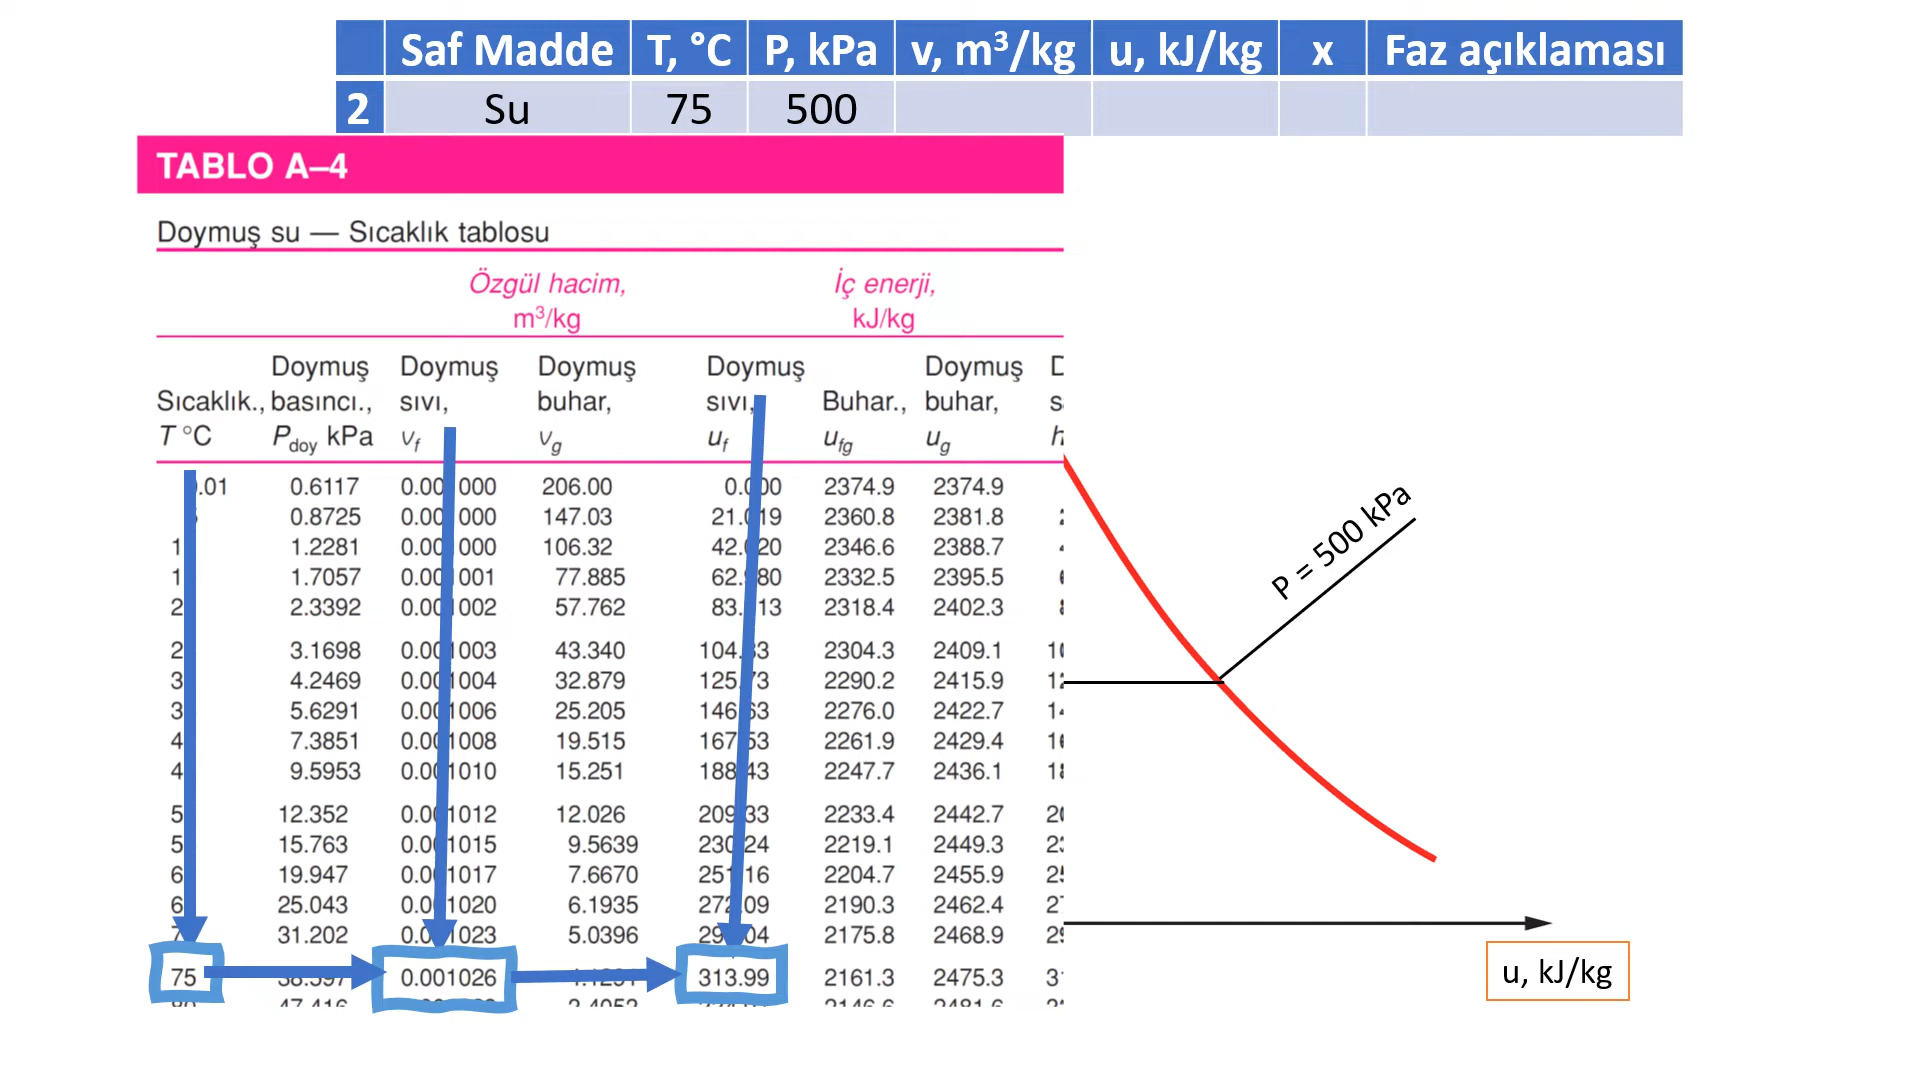 Saf Madde T, °C P, kPa v, m³/kg u, kJ/kg x Faz açıklaması
2 Su 75 500
TABLO A–4
Doymuş su — Sıcaklık tablosu
Özgül hacim, İç enerji,
m³/kg kJ/kg
Doymuş Doymuş Doymuş Doymuş Doymuş
Sıcaklık., basıncı., sıvı, buhar, sıvı, Buhar., buhar,
T °C Pdoy kPa vf vg uf ufg ug
0.6117 206.00 2374.9 2374.9
0.8725 147.03 2360.8 2381.8
1.2281 106.32 2346.6 2388.7
1.7057 77.885 2332.5 2395.5
2.3392 57.762 2318.4 2402.3
3.1698 43.340 2304.3 2409.1
4.2469 32.879 2290.2 2415.9
5.6291 25.205 2276.0 2422.7
7.3851 19.515 2261.9 2429.4
9.5953 15.251 2247.7 2436.1
12.352 12.026 2233.4 2442.7
15.763 9.5639 2219.1 2449.3
19.947 7.6670 2204.7 2455.9
25.043 6.1935 2190.3 2462.4
31.202 5.0396 2175.8 2468.9
75 0.001026 313.99 2161.3 2475.3
P = 500 kPa
u, kJ/kg